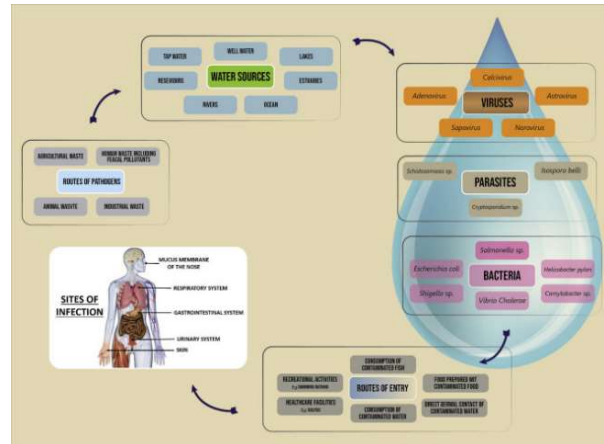 TAP WATER
WELL WATER
LAKES
RESERVOIRS
WATER SOURCES
ESTUARIES
RIVERS
OCEAN
AGRICULTURAL WASTE
HUMAN WASTE INCLUDING
FEACAL POLLUTANTS
ROUTES OF PATHOGENS
ANIMAL WASVTE
INDUSTRIAL WASTE
Calcivirus
Adenovirus
VIRUSES
Astrovirus
Sapovirus
Norovirus
Schistosomiasis sp.
PARASITES
Isospora belli
Cryptosporidium sp.
Salmonella sp.
Escherichia coli
BACTERIA
Helicobacter pylori
Shigella sp.
Vibrio Cholerae
Campylobacter sp.
SITES OF
INFECTION
MUCUS MEMBRANE
OF THE NOSE
RESPIRATORY SYSTEM
GASTROINTESTINAL SYSTEM
URINARY SYSTEM
SKIN
CONSUMPTION OF
CONTAMINATED FISH
RECREATIONAL ACTIVITIES
ROUTES OF ENTRY
FOOD PREPARED WIT
CONTAMINATED FOOD
HEALTHCARE FACILITIES
CONSUMPTION OF
CONTAMINATED WATER
DIRECT DERMAL CONTACT OF
CONTAMINATED WATER